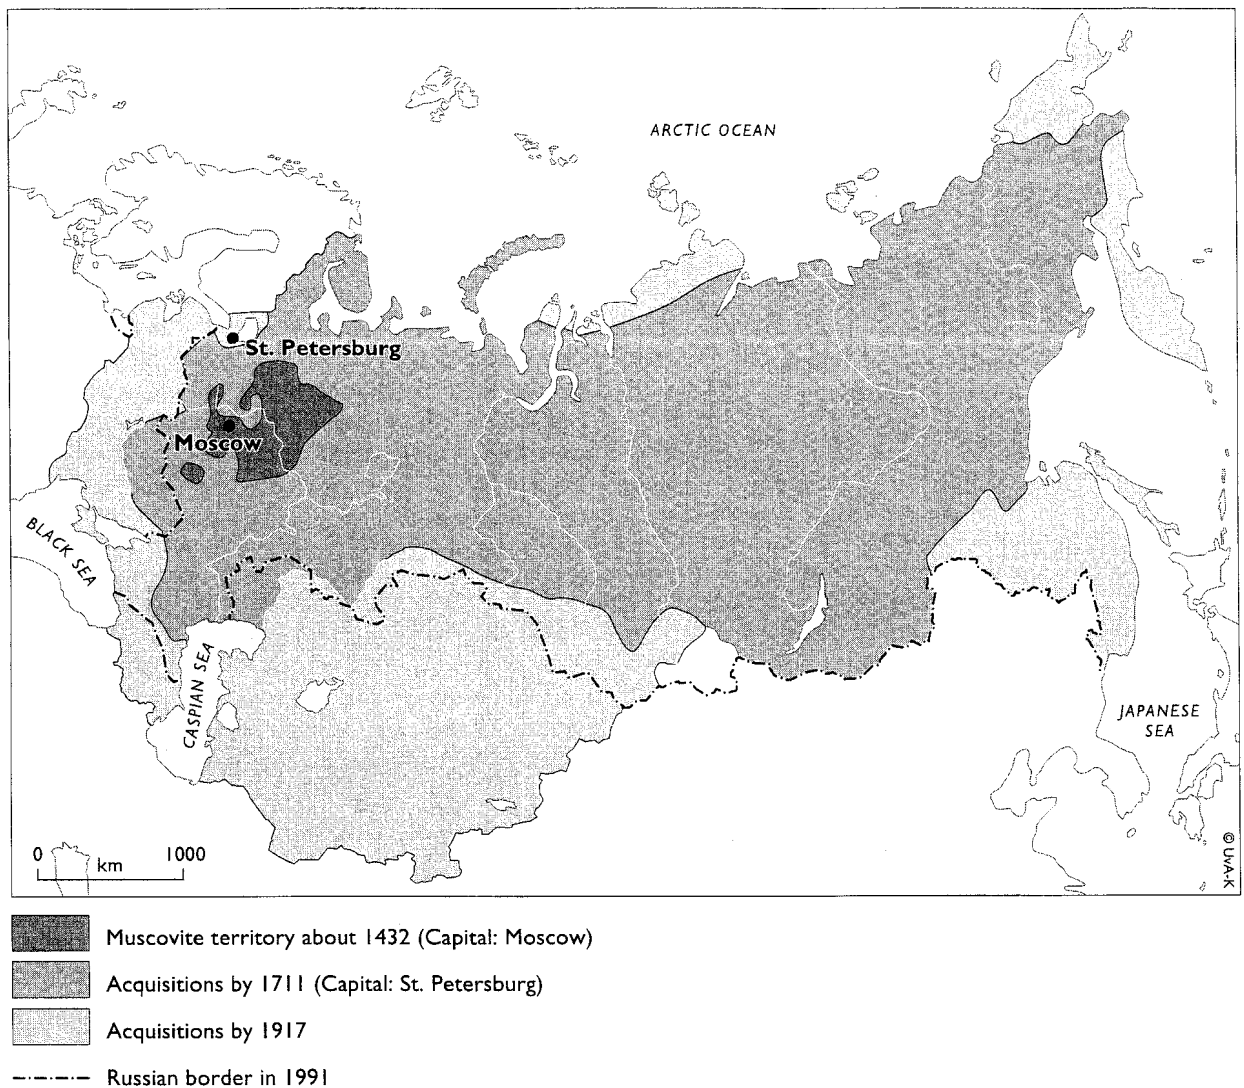 ARCTIC OCEAN
St. Petersburg
Moscow
BLACK SEA
CASPIAN SEA
JAPANESE
SEA
0 1000
km
© UvA-K
Muscovite territory about 1432 (Capital: Moscow)
Acquisitions by 1711 (Capital: St. Petersburg)
Acquisitions by 1917
Russian border in 1991